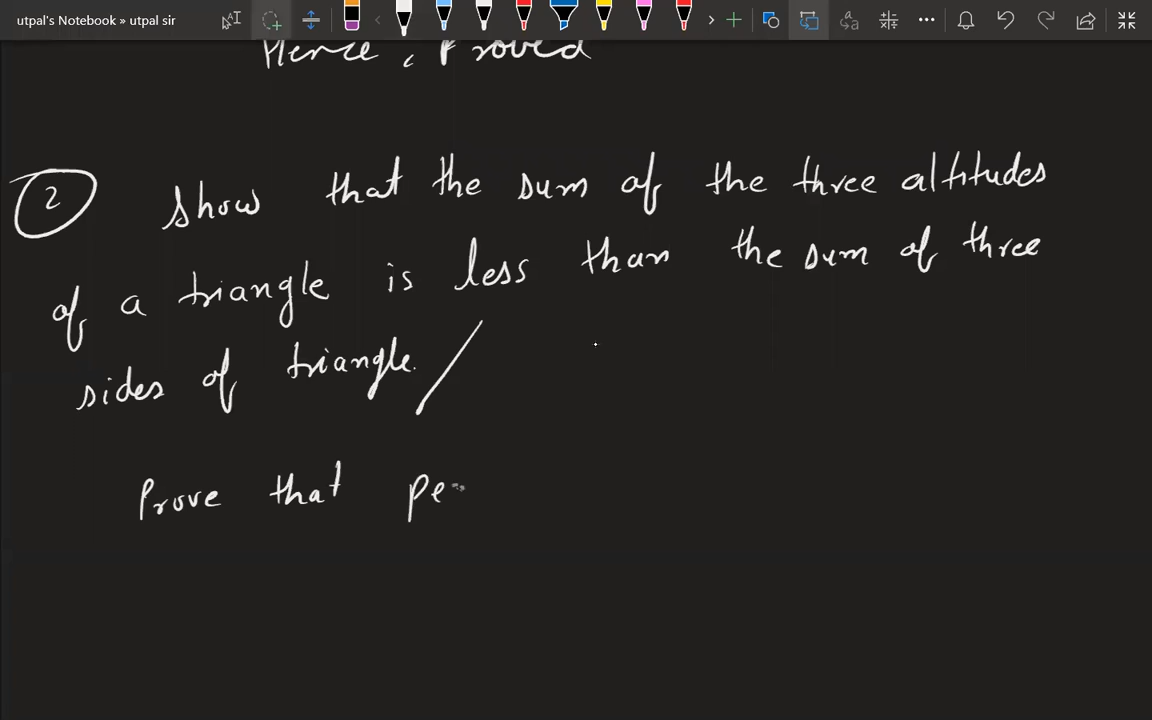 utpal's Notebook » utpal sir
Hence, Proved
2 show that the sum of the three altitudes
of a triangle is less than the sum of three
sides of triangle. /
Prove that pe